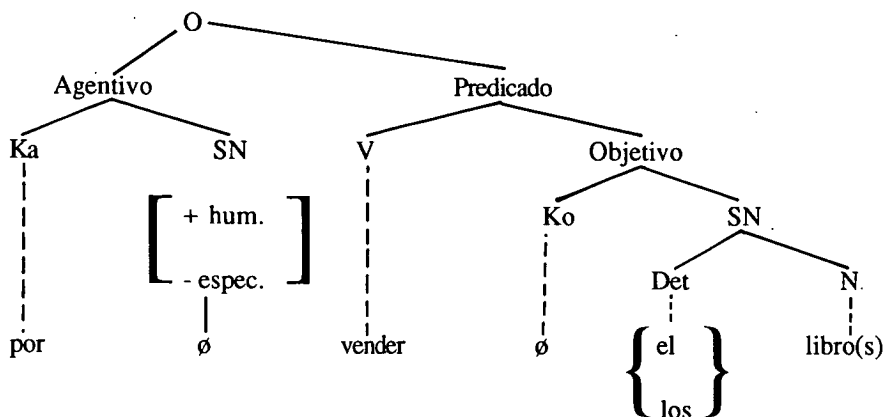 O
Agentivo Predicado
Ka SN V Objetivo
+ hum. Ko SN
- espec. Det N
por ø vender ø el libro(s)
los